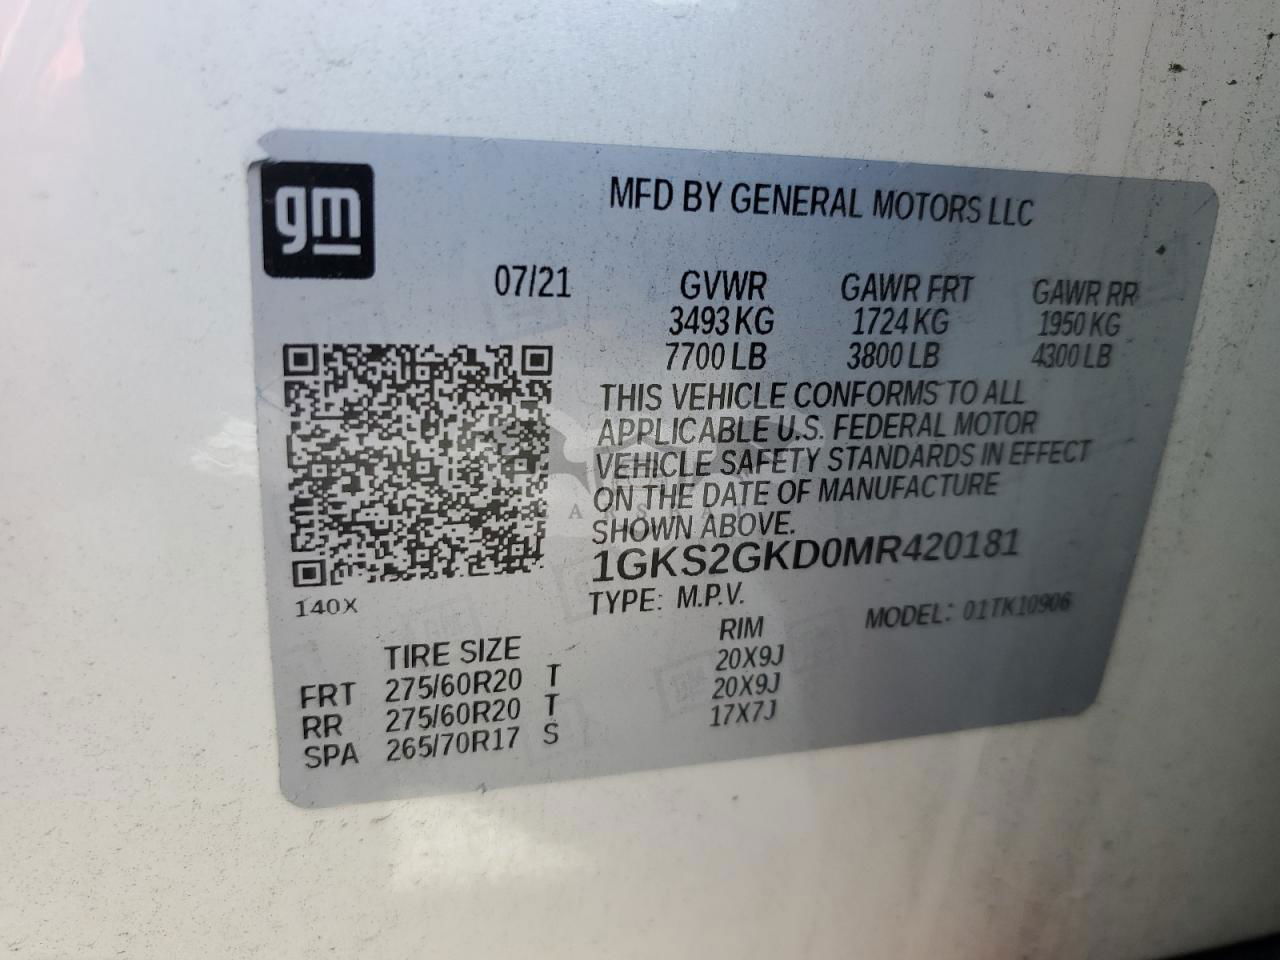 gm
MFD BY GENERAL MOTORS LLC
07/21 GVWR GAWR FRT GAWR RR
3493 KG 1724 KG 1950 KG
7700 LB 3800 LB 4300 LB
THIS VEHICLE CONFORMS TO ALL
APPLICABLE U.S. FEDERAL MOTOR
VEHICLE SAFETY STANDARDS IN EFFECT
ON THE DATE OF MANUFACTURE
SHOWN ABOVE.
1GKS2GKD0MR420181
140X
TYPE: M.P.V.
MODEL: 01TK10906
TIRE SIZE RIM
FRT 275/60R20 T 20X9J
RR 275/60R20 T 20X9J
SPA 265/70R17 S 17X7J